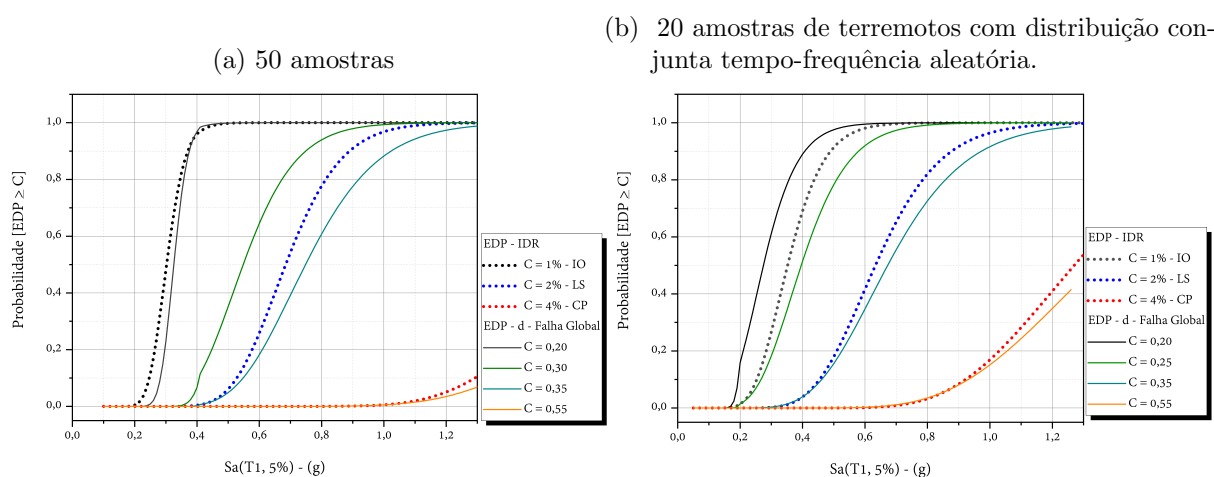 (a) 50 amostras
(b) 20 amostras de terremotos com distribuição con-
junta tempo-frequência aleatória.
Probabilidade [EDP ≥ C]
1,0
0,8
0,6
0,4
0,2
0,0
0,0 0,2 0,4 0,6 0,8 1,0 1,2
Sa(T1, 5%) - (g)
EDP - IDR
C = 1% - IO
C = 2% - LS
C = 4% - CP
EDP - d - Falha Global
C = 0,20
C = 0,30
C = 0,35
C = 0,55
Probabilidade [EDP ≥ C]
1,0
0,8
0,6
0,4
0,2
0,0
0,0 0,2 0,4 0,6 0,8 1,0 1,2
Sa(T1, 5%) - (g)
EDP - IDR
C = 1% - IO
C = 2% - LS
C = 4% - CP
EDP - d - Falha Global
C = 0,20
C = 0,25
C = 0,35
C = 0,55